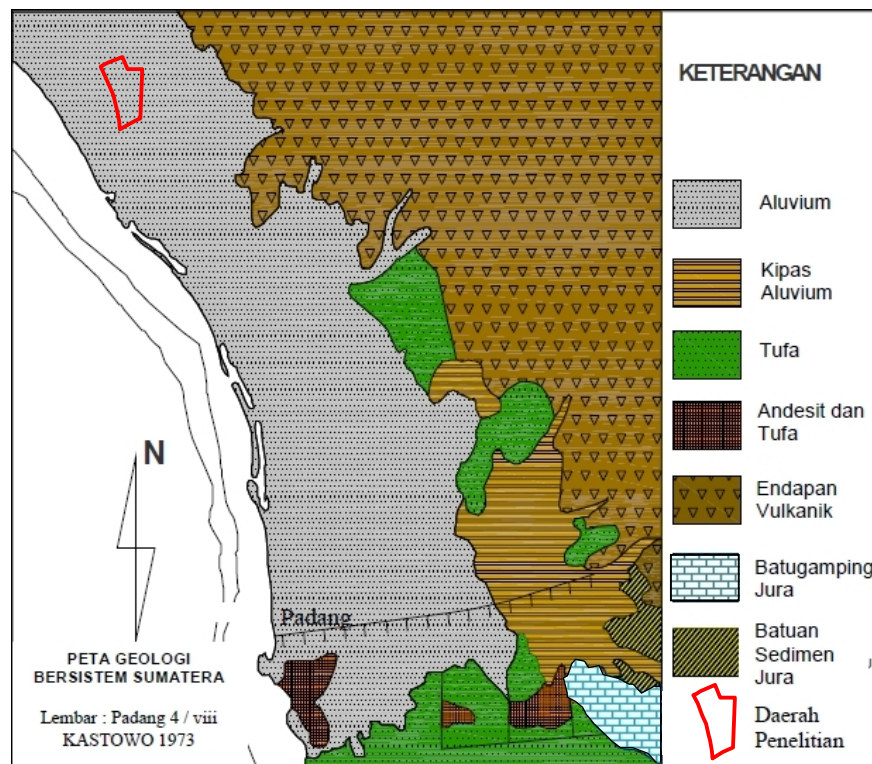 KETERANGAN
Aluvium
Kipas
Aluvium
Tufa
Andesit dan
Tufa
Endapan
Vulkanik
Batugamping
Jura
Batuan
Sedimen
Jura
Daerah
Penelitian
N
Padang
PETA GEOLOGI
BERSISTEM SUMATERA
Lembar : Padang 4 / viii
KASTOWO 1973